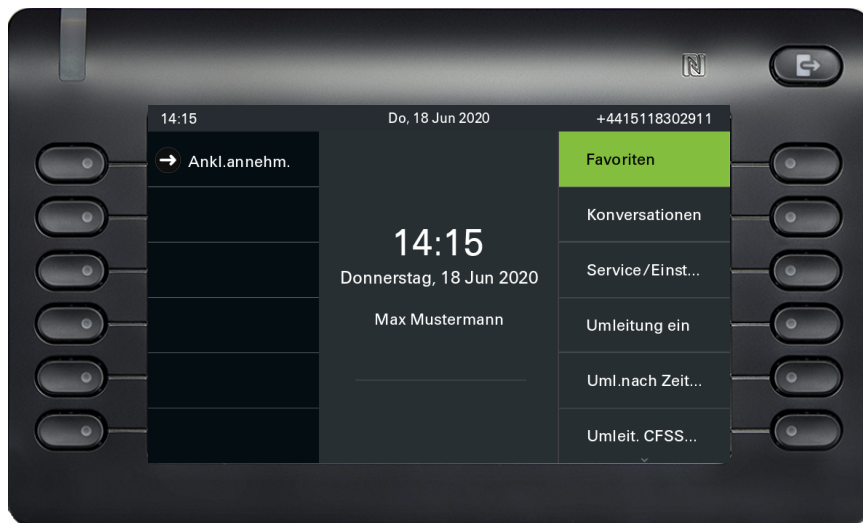 14:15
Do, 18 Jun 2020
+4415118302911
Ankl.annehm.
14:15
Donnerstag, 18 Jun 2020
Max Mustermann
Favoriten
Konversationen
Service/Einst...
Umleitung ein
Uml.nach Zeit...
Umleit. CFSS...